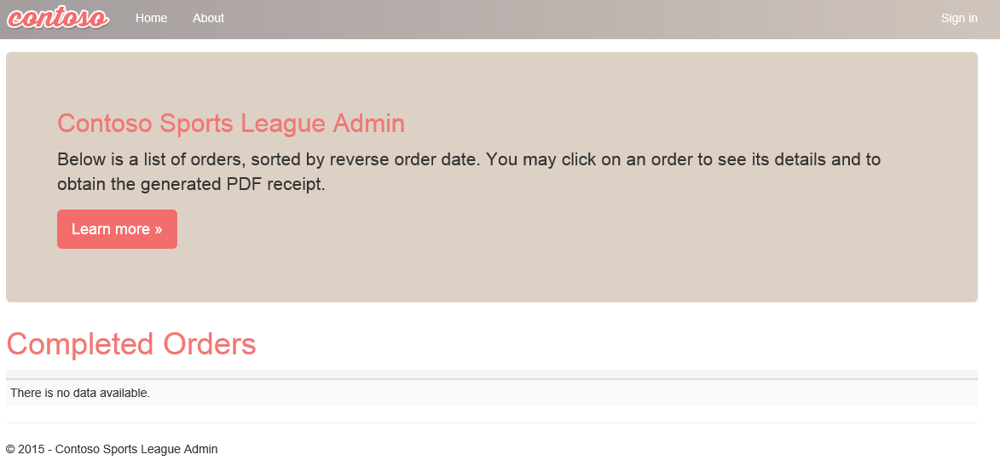 contoso Home About Sign in
Contoso Sports League Admin
Below is a list of orders, sorted by reverse order date. You may click on an order to see its details and to
obtain the generated PDF receipt.
Learn more »
Completed Orders
There is no data available.
© 2015 - Contoso Sports League Admin